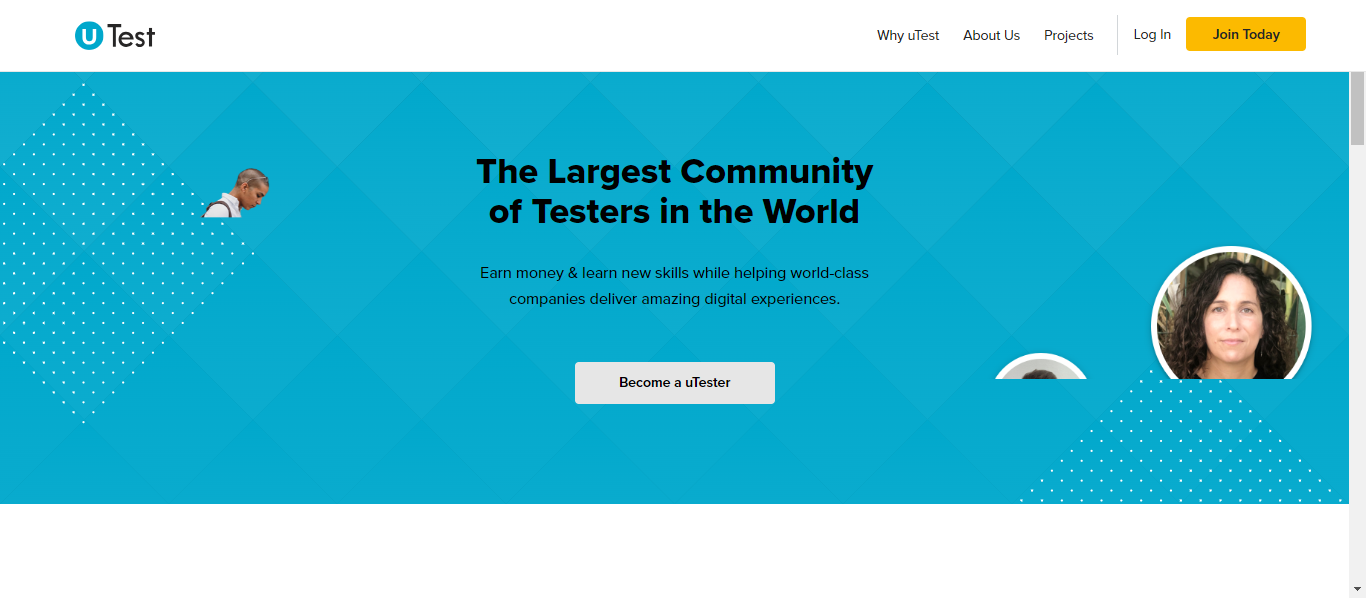 uTest
Why uTest
About Us
Projects
Log In
Join Today
The Largest Community
of Testers in the World
Earn money & learn new skills while helping world-class
companies deliver amazing digital experiences.
Become a uTester